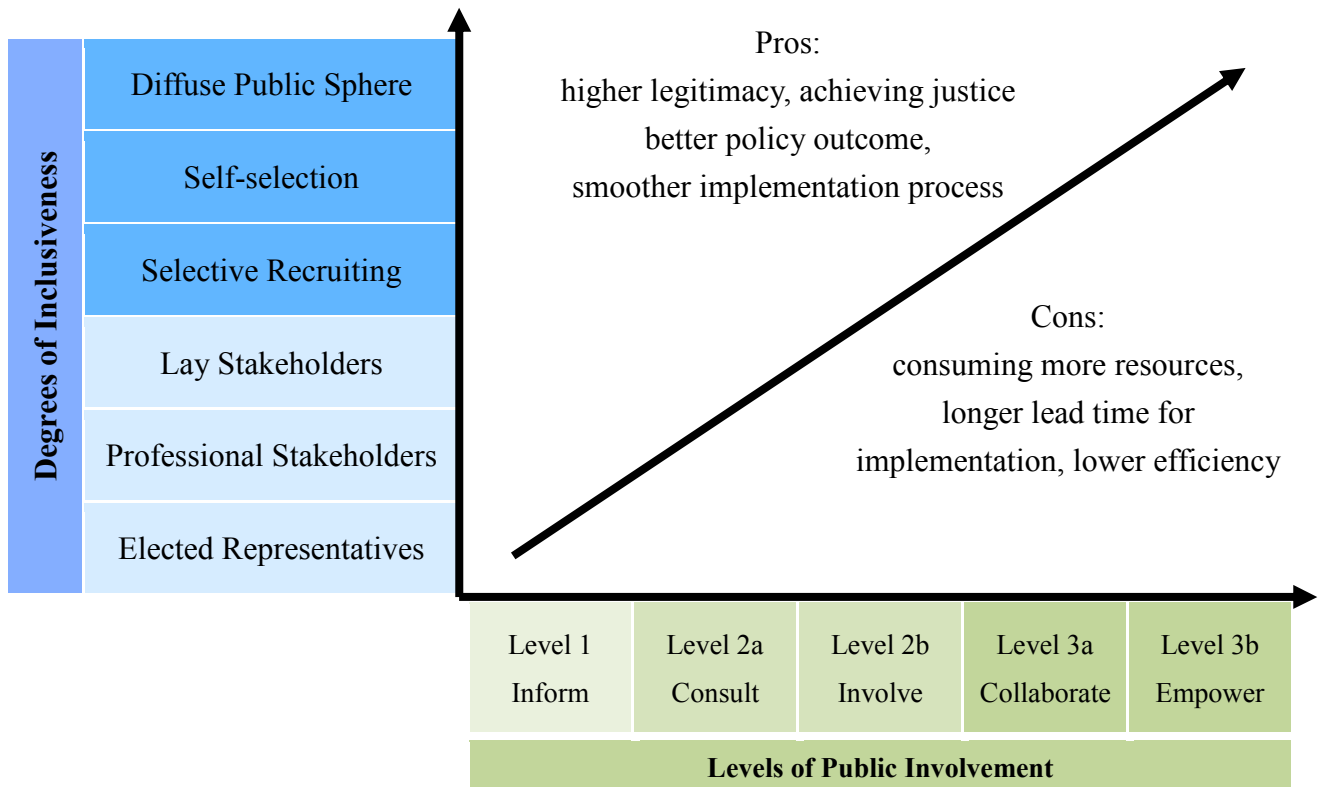 Degrees of Inclusiveness
Diffuse Public Sphere
Self-selection
Selective Recruiting
Lay Stakeholders
Professional Stakeholders
Elected Representatives
Pros:
higher legitimacy, achieving justice
better policy outcome,
smoother implementation process
Cons:
consuming more resources,
longer lead time for
implementation, lower efficiency
Level 1
Inform
Level 2a
Consult
Level 2b
Involve
Level 3a
Collaborate
Level 3b
Empower
Levels of Public Involvement